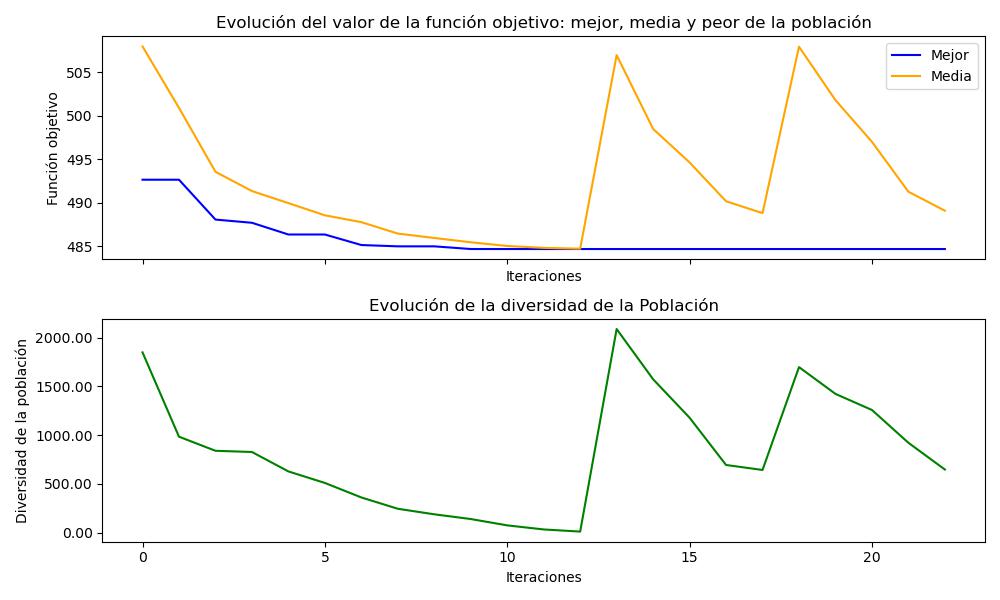 Evolución del valor de la función objetivo: mejor, media y peor de la población
Mejor
Media
505
500
495
490
485
Función objetivo
Iteraciones
Evolución de la diversidad de la Población
2000.00
1500.00
1000.00
500.00
0.00
Diversidad de la población
0 5 10 15 20
Iteraciones